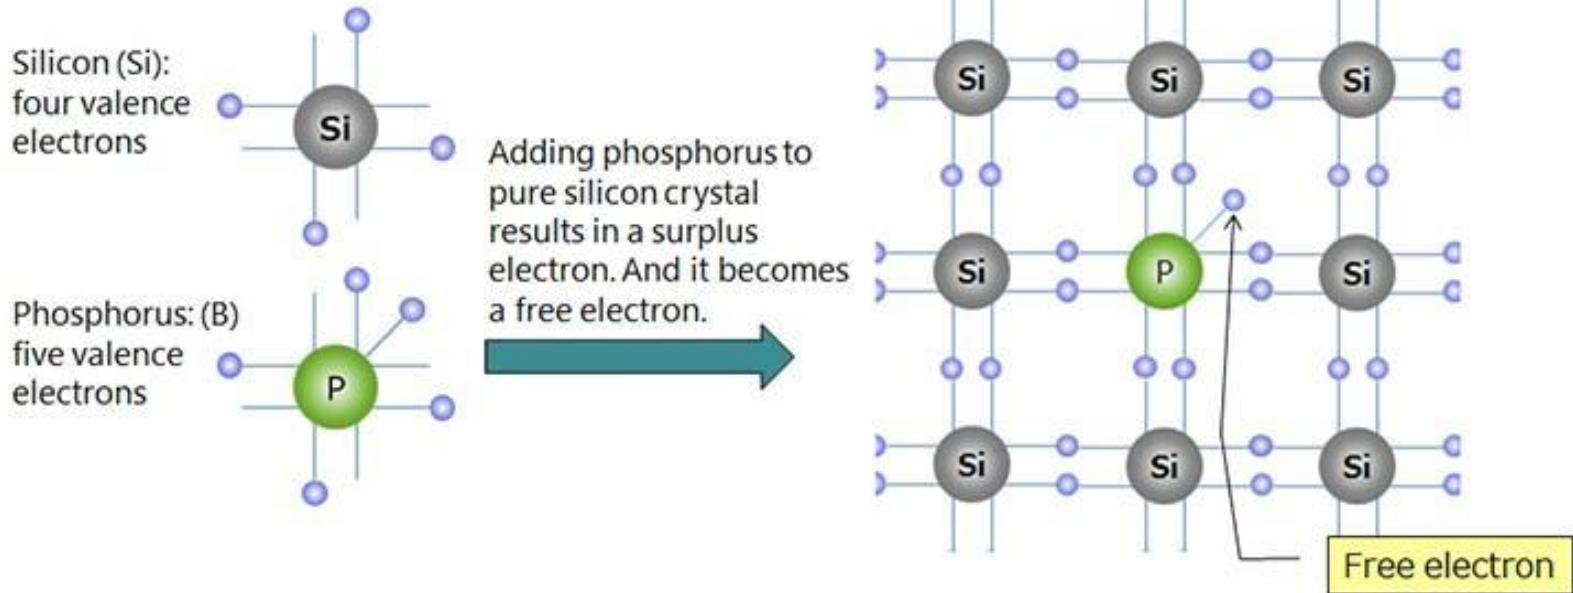 Silicon (Si):
four valence
electrons
Si
Phosphorus: (B)
five valence
electrons
P
Adding phosphorus to
pure silicon crystal
results in a surplus
electron. And it becomes
a free electron.
Si Si Si
Si P Si
Si Si Si
Free electron